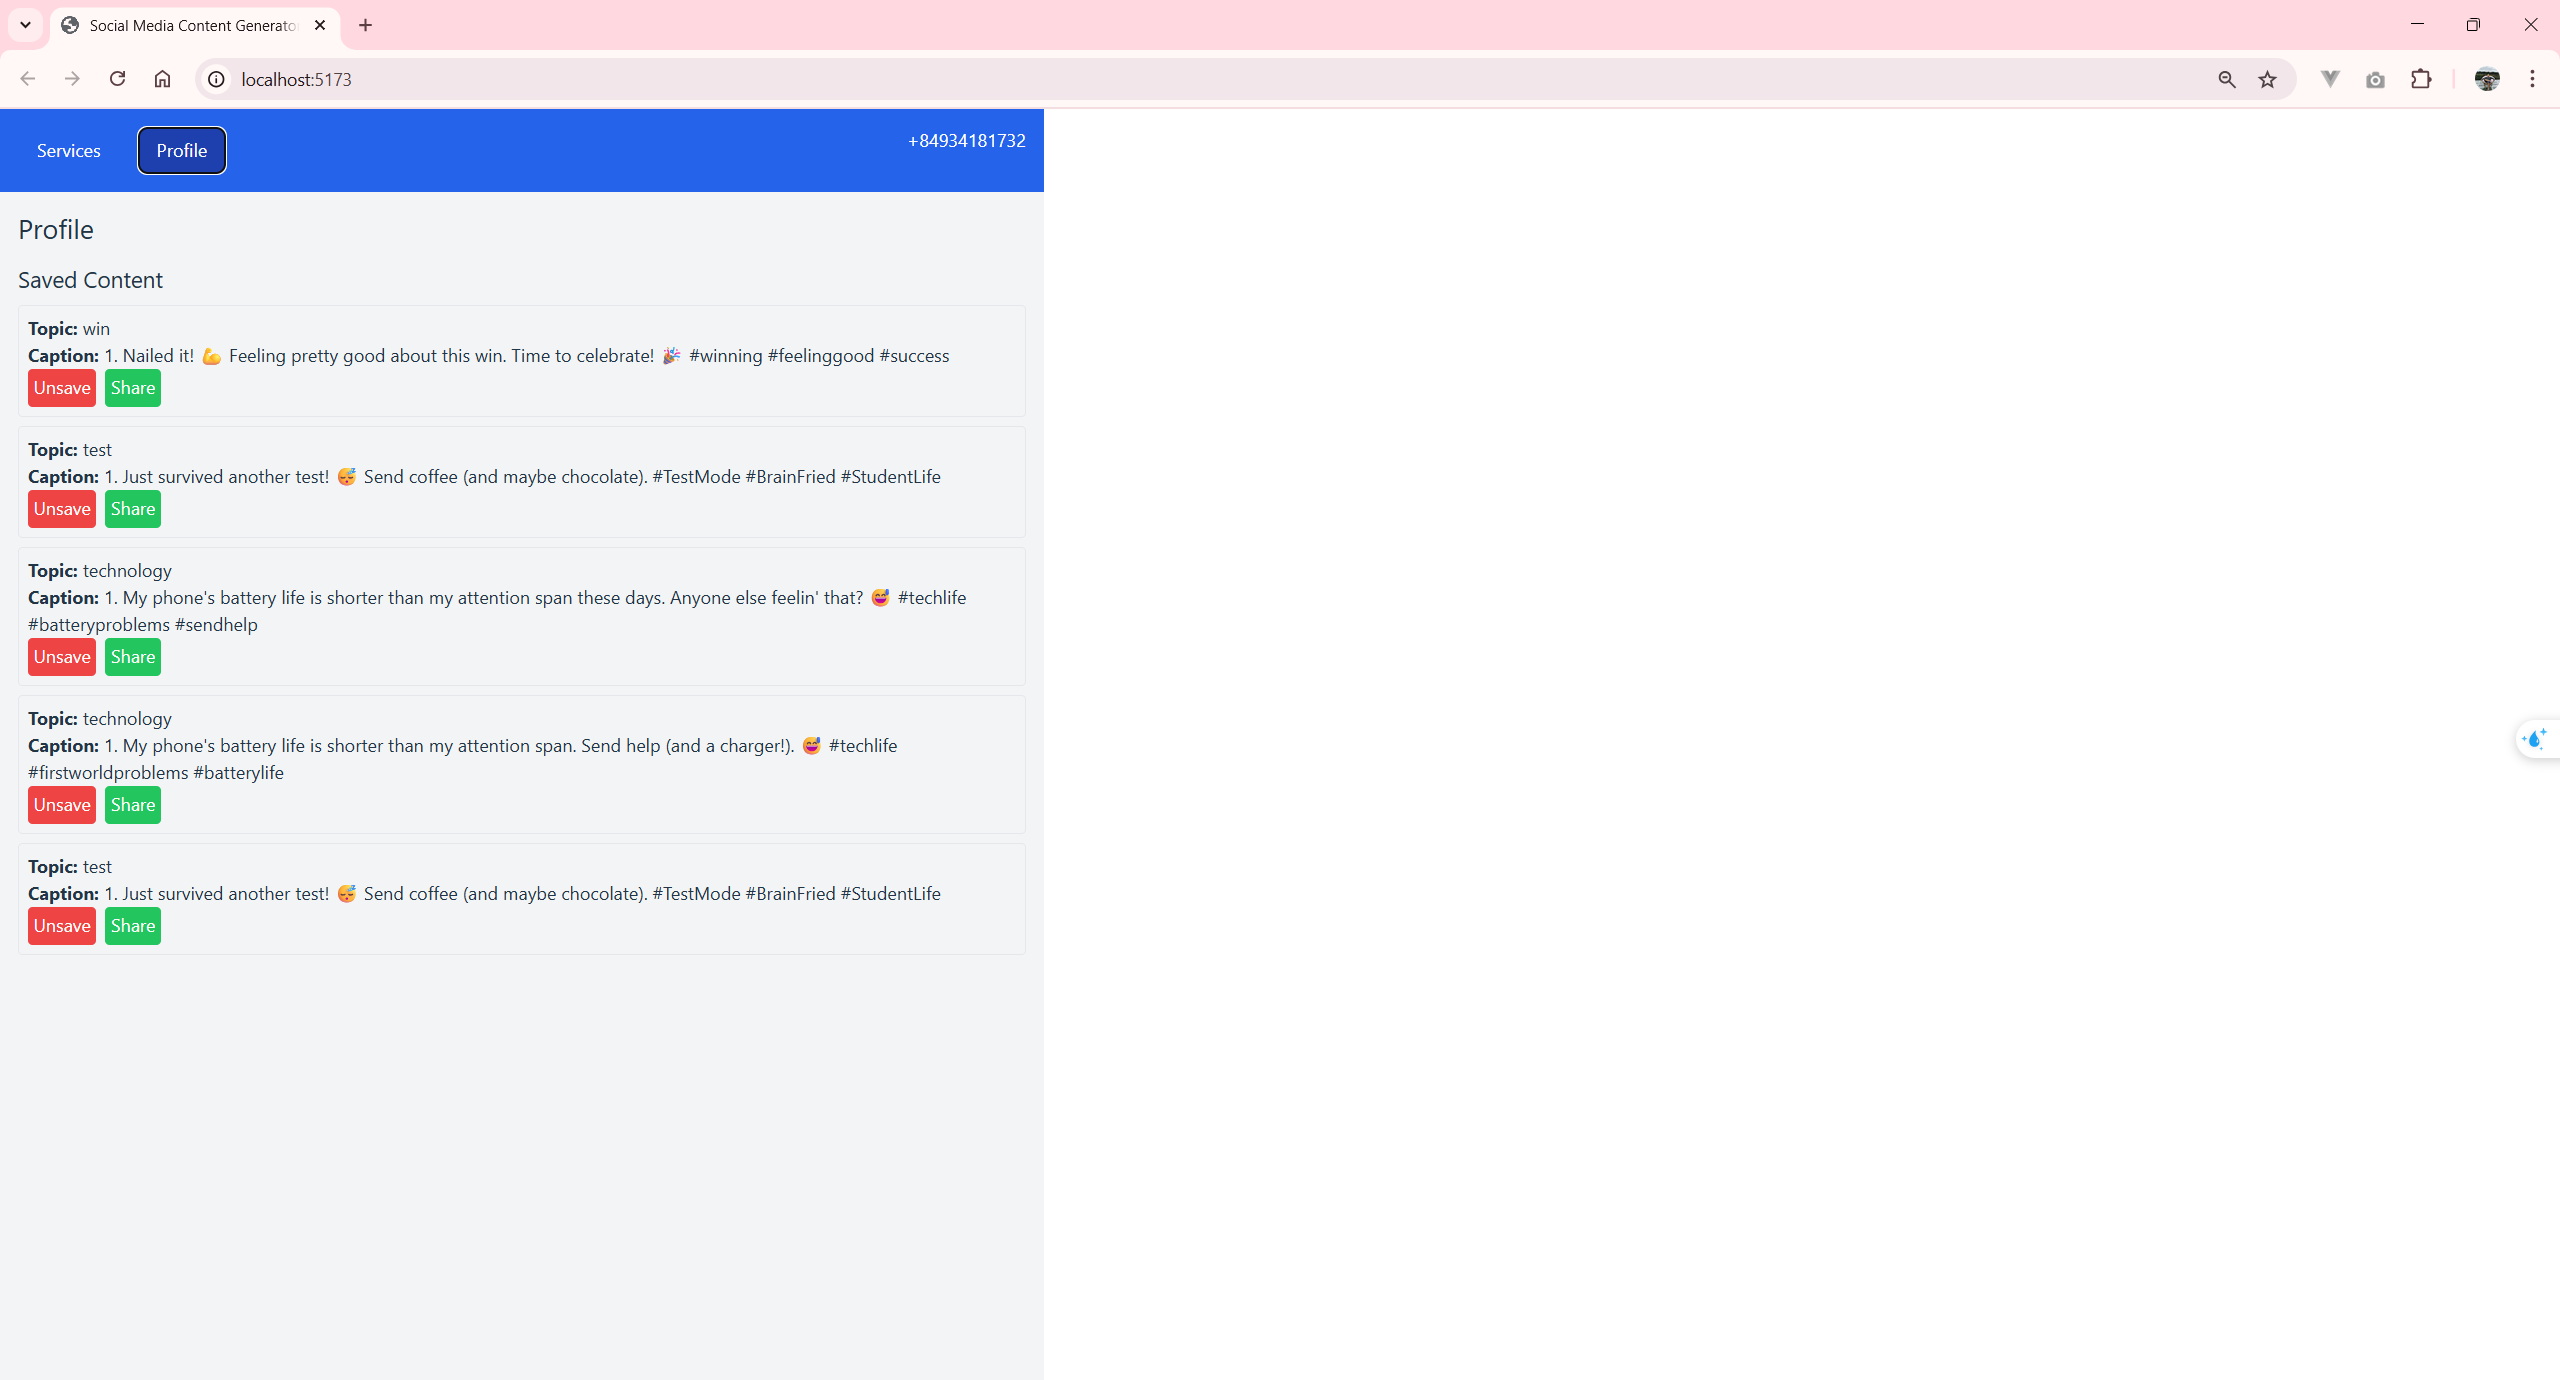 Social Media Content Generato
localhost:5173
Services Profile +84934181732
Profile
Saved Content
Topic: win
Caption: 1. Nailed it! 💪 Feeling pretty good about this win. Time to celebrate! 🎉 #winning #feelinggood #success
Unsave Share
Topic: test
Caption: 1. Just survived another test! 😴 Send coffee (and maybe chocolate). #TestMode #BrainFried #StudentLife
Unsave Share
Topic: technology
Caption: 1. My phone's battery life is shorter than my attention span these days. Anyone else feelin' that? 😅 #techlife
#batteryproblems #sendhelp
Unsave Share
Topic: technology
Caption: 1. My phone's battery life is shorter than my attention span. Send help (and a charger!). 😅 #techlife
#firstworldproblems #batterylife
Unsave Share
Topic: test
Caption: 1. Just survived another test! 😴 Send coffee (and maybe chocolate). #TestMode #BrainFried #StudentLife
Unsave Share